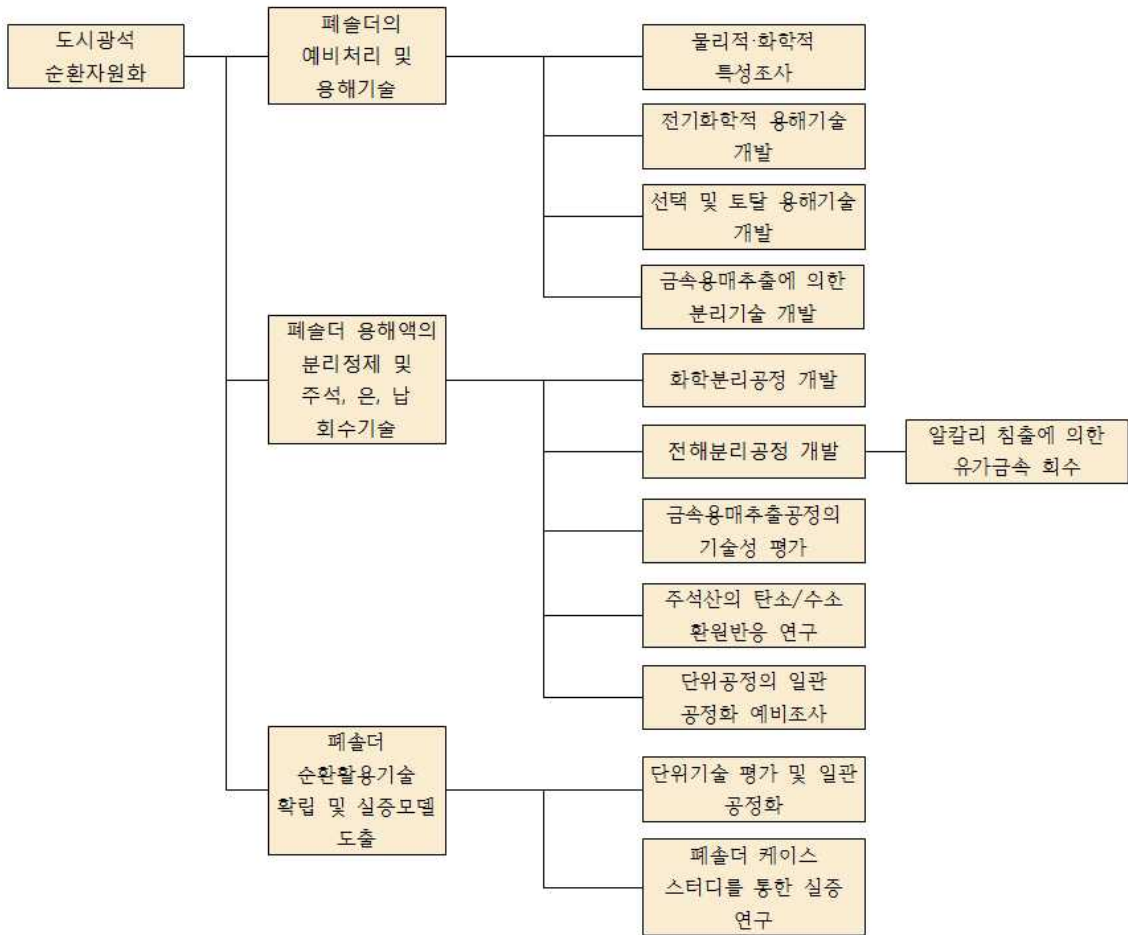 도시광석
순환자원화
폐솔더의
예비처리 및
용해기술
물리적·화학적
특성조사
전기화학적 용해기술
개발
선택 및 토탈 용해기술
개발
금속용매추출에 의한
분리기술 개발
폐솔더 용해액의
분리정제 및
주석, 은, 납
회수기술
화학분리공정 개발
전해분리공정 개발
알칼리 침출에 의한
유가금속 회수
금속용매추출공정의
기술성 평가
주석산의 탄소/수소
환원반응 연구
단위공정의 일관
공정화 예비조사
폐솔더
순환활용기술
확립 및 실증모델
도출
단위기술 평가 및 일관
공정화
폐솔더 케이스
스터디를 통한 실증
연구